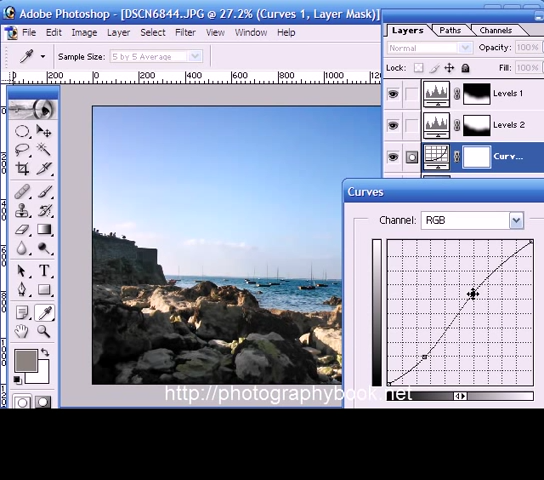 Adobe Photoshop - [DSCN6844.JPG @ 27.2% (Curves 1, Layer Mask)]
File Edit Image Layer Select Filter View Window Help
Sample Size: 5 by 5 Average
Layers Paths Channels
Normal Opacity: 100%
Lock: Fill: 100%
Levels 1
Levels 2
Curv...
Curves
Channel: RGB
http://photographybook.net